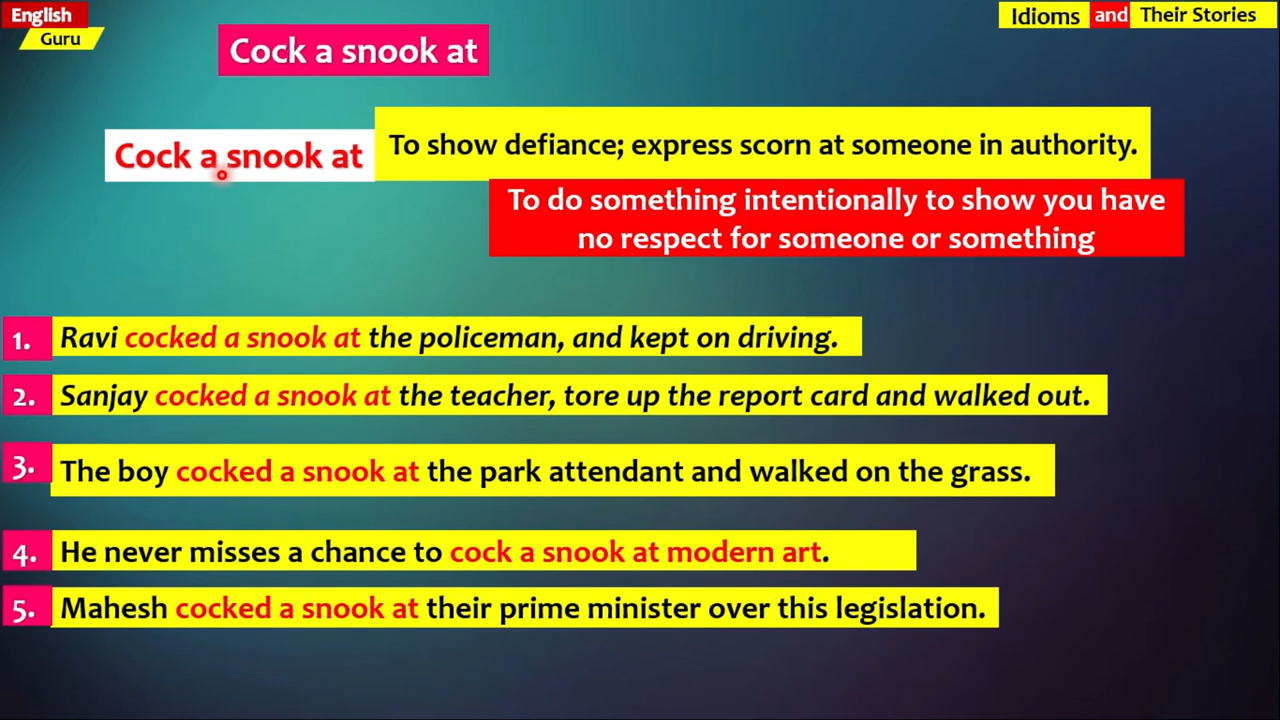 English
Guru
Idioms and Their Stories
Cock a snook at
Cock a snook at
To show defiance; express scorn at someone in authority.
To do something intentionally to show you have
no respect for someone or something
1. Ravi cocked a snook at the policeman, and kept on driving.
2. Sanjay cocked a snook at the teacher, tore up the report card and walked out.
3. The boy cocked a snook at the park attendant and walked on the grass.
4. He never misses a chance to cock a snook at modern art.
5. Mahesh cocked a snook at their prime minister over this legislation.